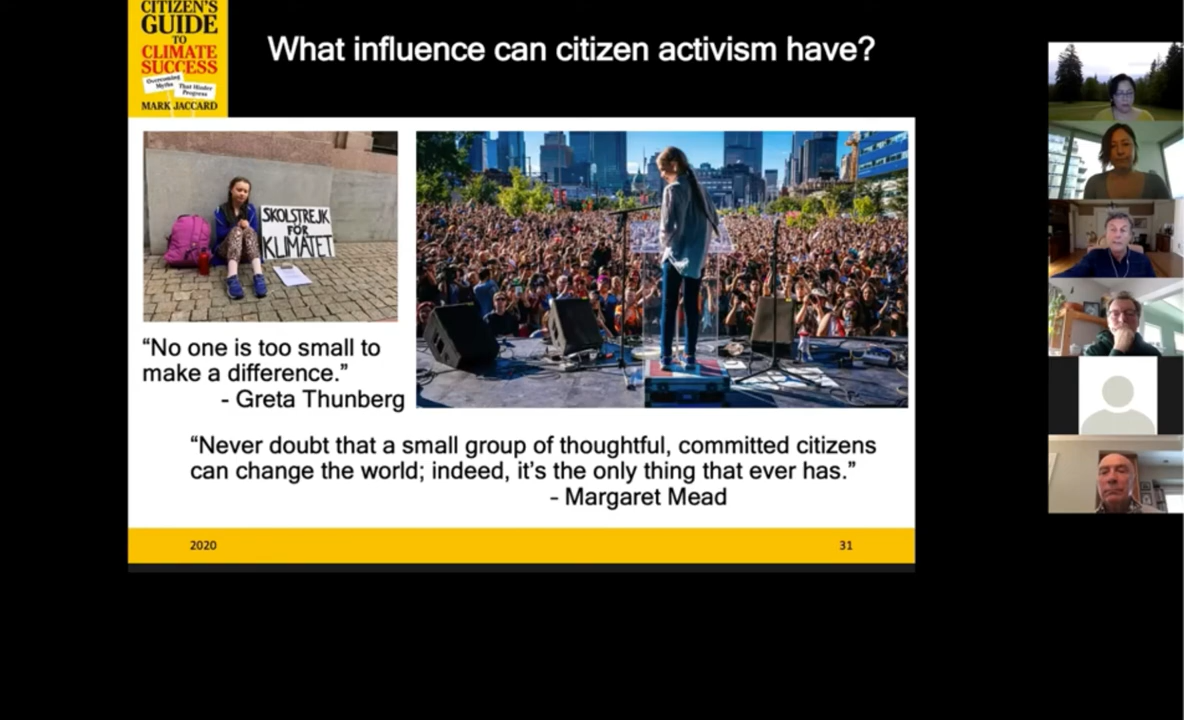 CITIZEN'S
GUIDE
TO
CLIMATE
SUCCESS
Overcoming
Myths
That Hinder
Progress
MARK JACCARD
What influence can citizen activism have?
SKOLSTREJK
FÖR
KLIMATET
“No one is too small to
make a difference.”
- Greta Thunberg
“Never doubt that a small group of thoughtful, committed citizens
can change the world; indeed, it’s the only thing that ever has.”
– Margaret Mead
2020
31